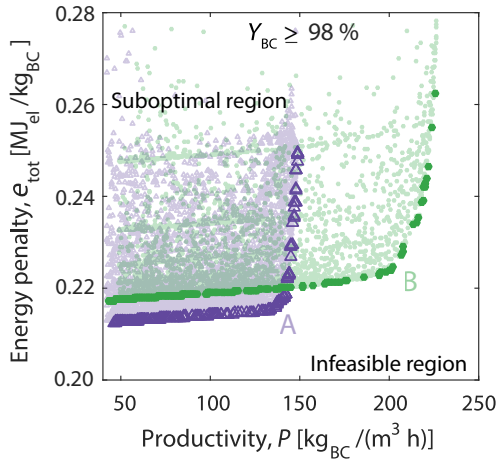 Y_BC ≥ 98 %
Suboptimal region
Infeasible region
A
B
Energy penalty, e_tot [MJ_el/kg_BC]
0.28
0.26
0.24
0.22
0.20
50 100 150 200 250
Productivity, P [kg_BC/(m³ h)]